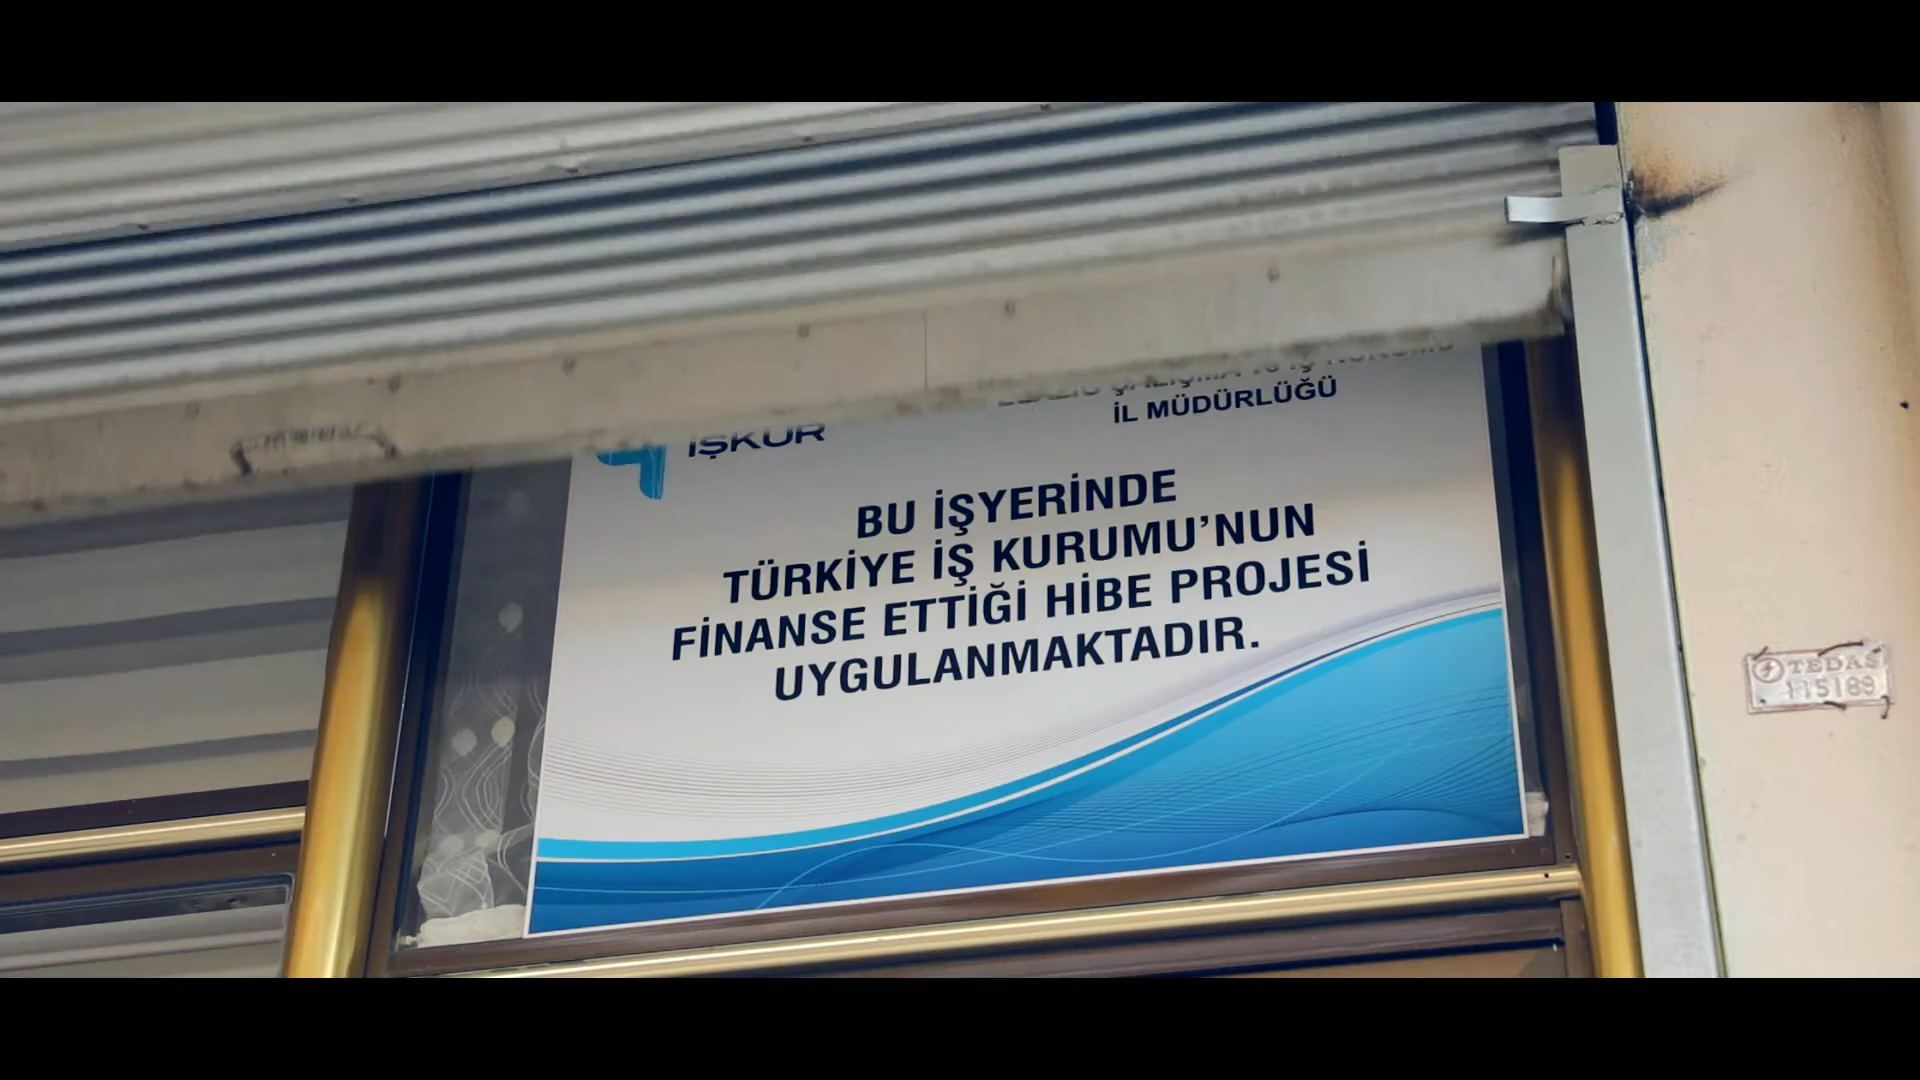 İL MÜDÜRLÜĞÜ
İŞKUR
BU İŞYERİNDE
TÜRKİYE İŞ KURUMU'NUN
FİNANSE ETTİĞİ HİBE PROJESİ
UYGULANMAKTADIR.
TEDAŞ
115189